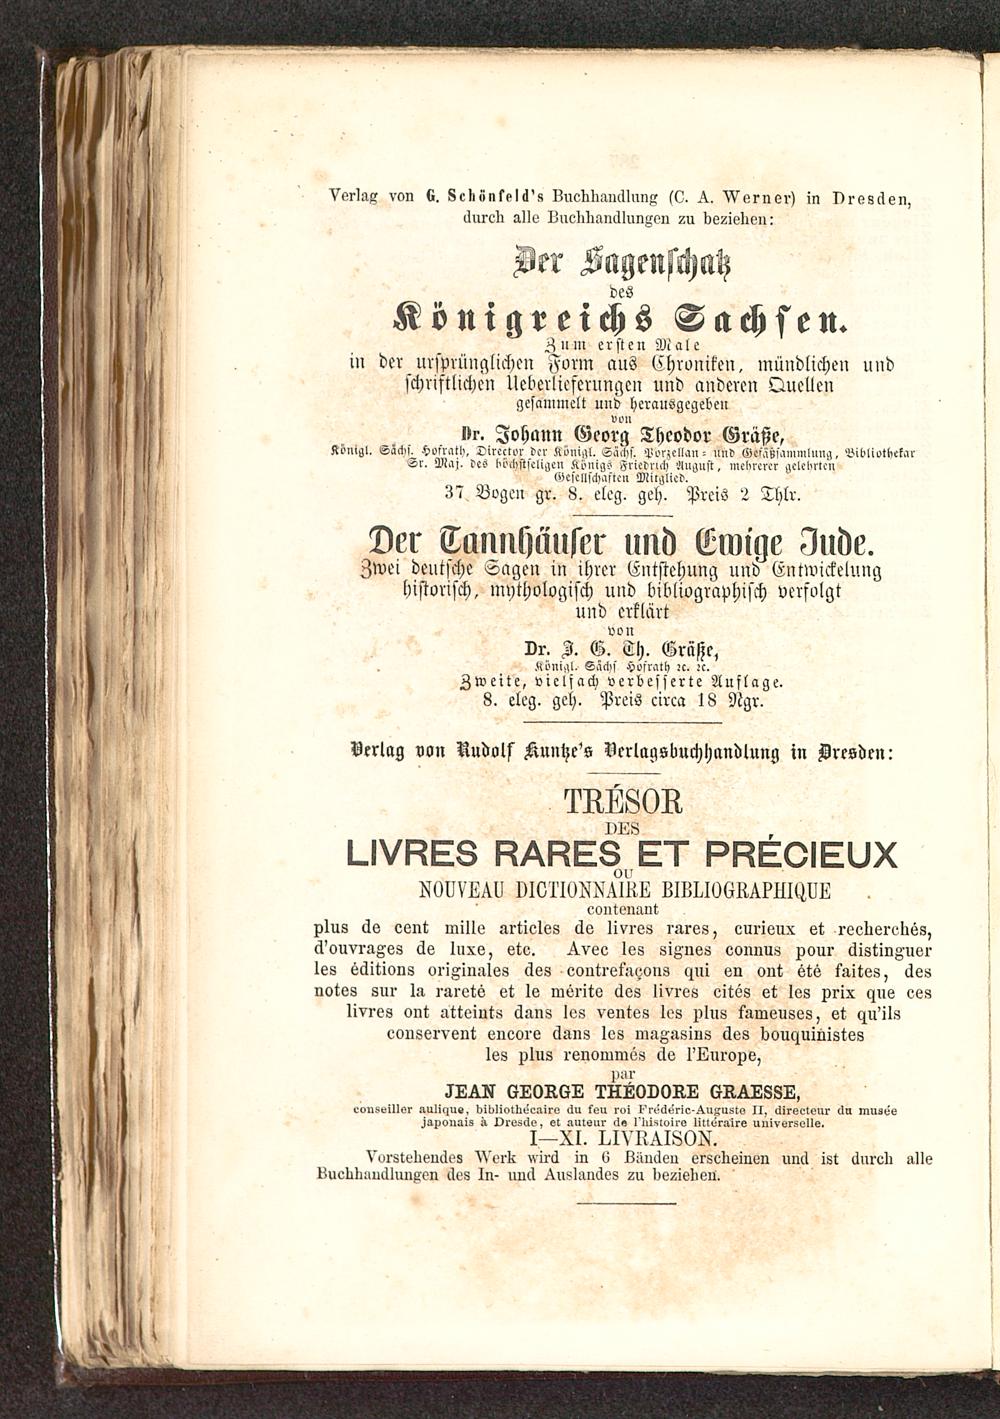 Verlag von G. Schönfeld's Buchhandlung (C. A. Werner) in Dresden,
durch alle Buchhandlungen zu beziehen:
Der Sagenschatz
des
Königreichs Sachsen.
Zum ersten Male
in der ursprünglichen Form aus Chroniken, mündlichen und
schriftlichen Ueberlieferungen und anderen Quellen
gesammelt und herausgegeben
von
Dr. Johann Georg Theodor Gräße,
Königl. Sächs. Hofrath, Director der Königl. Sächs. Porzellan- und Gefäßsammlung, Bibliothekar
Sr. Maj. des höchstseligen Königs Friedrich August, mehrerer gelehrten
Gesellschaften Mitglied.
37 Bogen gr. 8. eleg. geh. Preis 2 Thlr.
Der Tannhäuser und Ewige Jude.
Zwei deutsche Sagen in ihrer Entstehung und Entwickelung
historisch, mythologisch und bibliographisch verfolgt
und erklärt
von
Dr. J. G. Th. Gräße,
Königl. Sächs Hofrath ꝛc. ꝛc.
Zweite, vielfach verbesserte Auflage.
8. eleg. geh. Preis circa 18 Ngr.
Verlag von Rudolf Kuntze's Verlagsbuchhandlung in Dresden:
TRÉSOR
DES
LIVRES RARES ET PRÉCIEUX
OU
NOUVEAU DICTIONNAIRE BIBLIOGRAPHIQUE
contenant
plus de cent mille articles de livres rares, curieux et recherchés,
d'ouvrages de luxe, etc. Avec les signes connus pour distinguer
les éditions originales des contrefaçons qui en ont été faites, des
notes sur la rareté et le mérite des livres cités et les prix que ces
livres ont atteints dans les ventes les plus fameuses, et qu'ils
conservent encore dans les magasins des bouquinistes
les plus renommés de l'Europe,
par
JEAN GEORGE THÉODORE GRAESSE,
conseiller aulique, bibliothécaire du feu roi Frédéric-Auguste II, directeur du musée
japonais à Dresde, et auteur de l'histoire littéraire universelle.
I—XI. LIVRAISON.
Vorstehendes Werk wird in 6 Bänden erscheinen und ist durch alle
Buchhandlungen des In- und Auslandes zu beziehen.